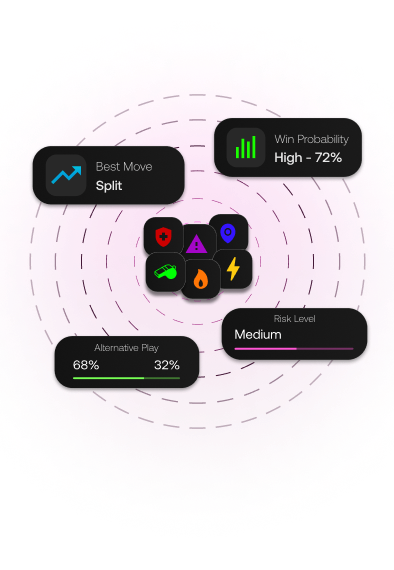 Win Probability
High - 72%
Best Move
Split
Risk Level
Medium
Alternative Play
68% 32%